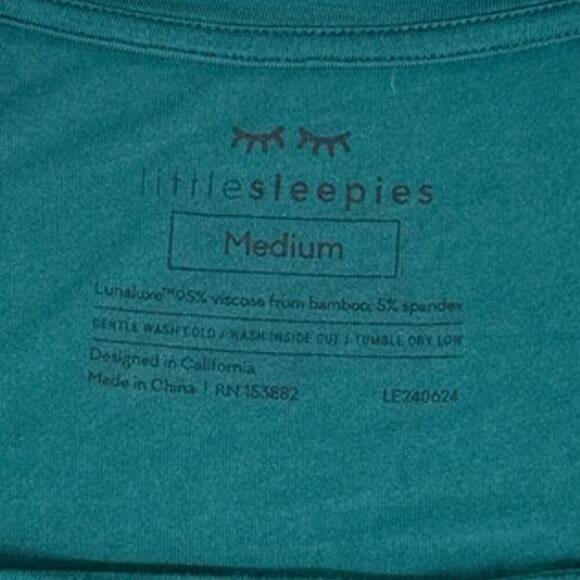 littlesleepies
Medium
Lunaluxe™ 95% viscose from bamboo, 5% spandex
GENTLE WASH COLD / WASH INSIDE OUT / TUMBLE DRY LOW
Designed in California
Made in China | RN 153882 LE240624